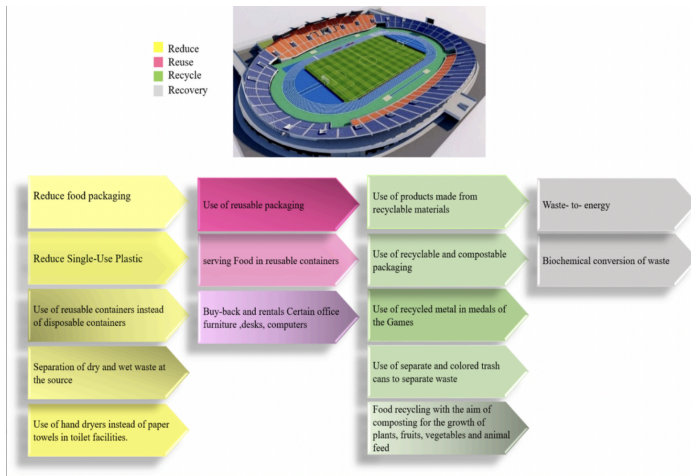 Reduce
Reuse
Recycle
Recovery
Reduce food packaging
Reduce Single-Use Plastic
Use of reusable containers instead
of disposable containers
Separation of dry and wet waste at
the source
Use of hand dryers instead of paper
towels in toilet facilities.
Use of reusable packaging
serving Food in reusable containers
Buy-back and rentals Certain office
furniture ,desks, computers
Use of products made from
recyclable materials
Use of recyclable and compostable
packaging
Use of recycled metal in medals of
the Games
Use of separate and colored trash
cans to separate waste
Food recycling with the aim of
composting for the growth of
plants, fruits, vegetables and animal
feed
Waste- to- energy
Biochemical conversion of waste